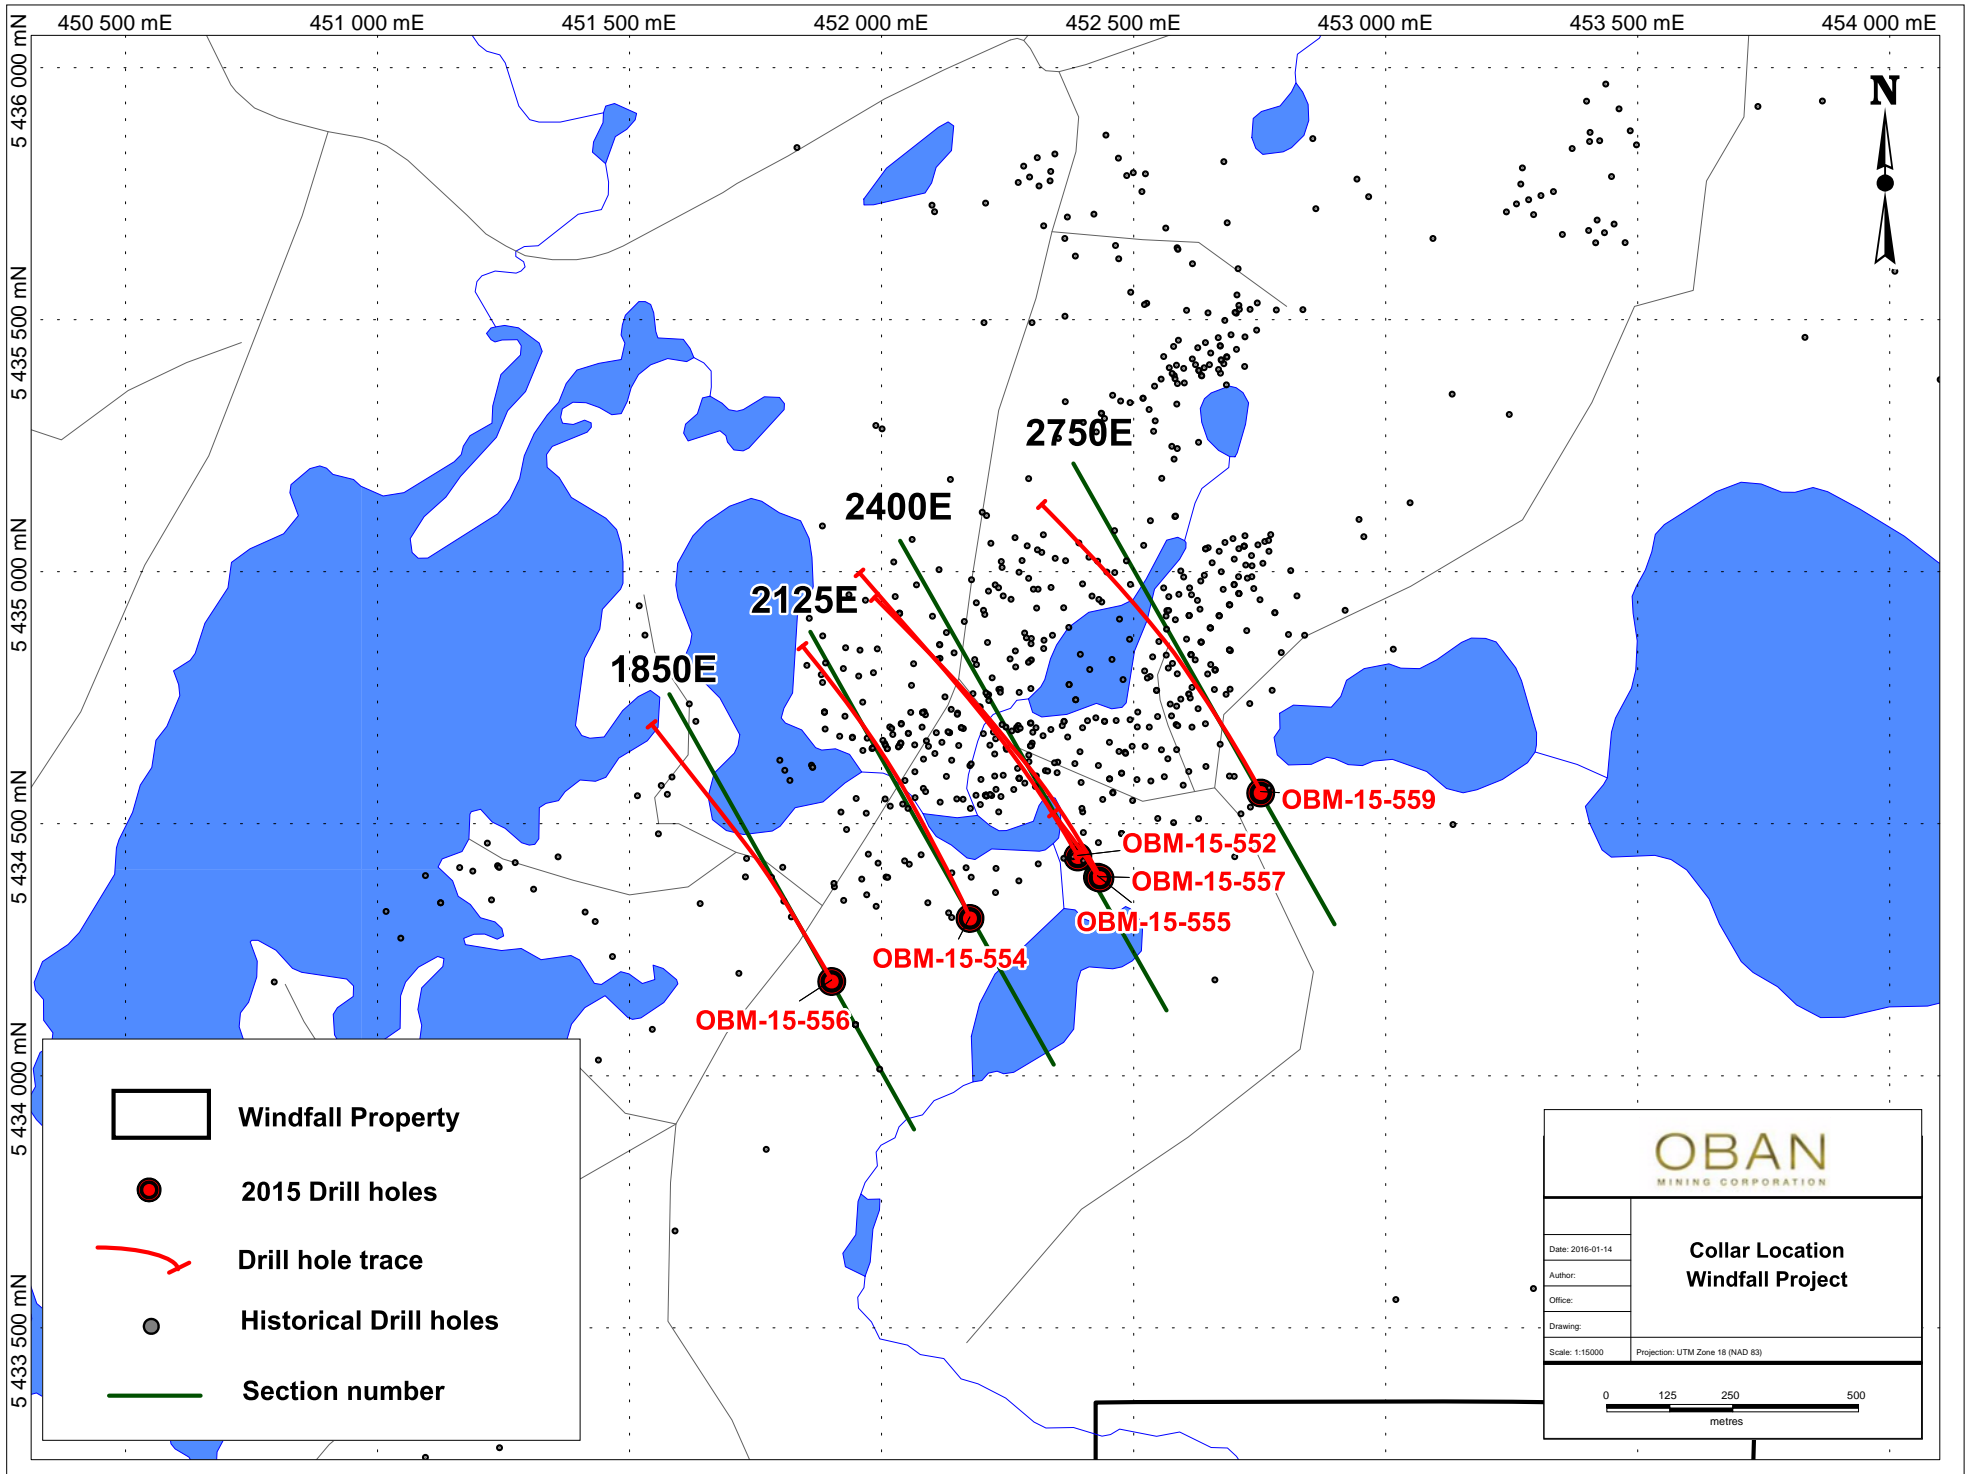 450 500 mE
451 000 mE
451 500 mE
452 000 mE
452 500 mE
453 000 mE
453 500 mE
454 000 mE
5 436 000 mN
5 435 500 mN
5 435 000 mN
5 434 500 mN
5 434 000 mN
5 433 500 mN
N
2750E
2400E
2125E
1850E
OBM-15-559
OBM-15-552
OBM-15-557
OBM-15-555
OBM-15-554
OBM-15-556
Windfall Property
2015 Drill holes
Drill hole trace
Historical Drill holes
Section number
OBAN
MINING CORPORATION
Collar Location
Windfall Project
Date: 2016-01-14
Author:
Office:
Drawing:
Scale: 1:15000
Projection: UTM Zone 18 (NAD 83)
0 125 250 500
metres